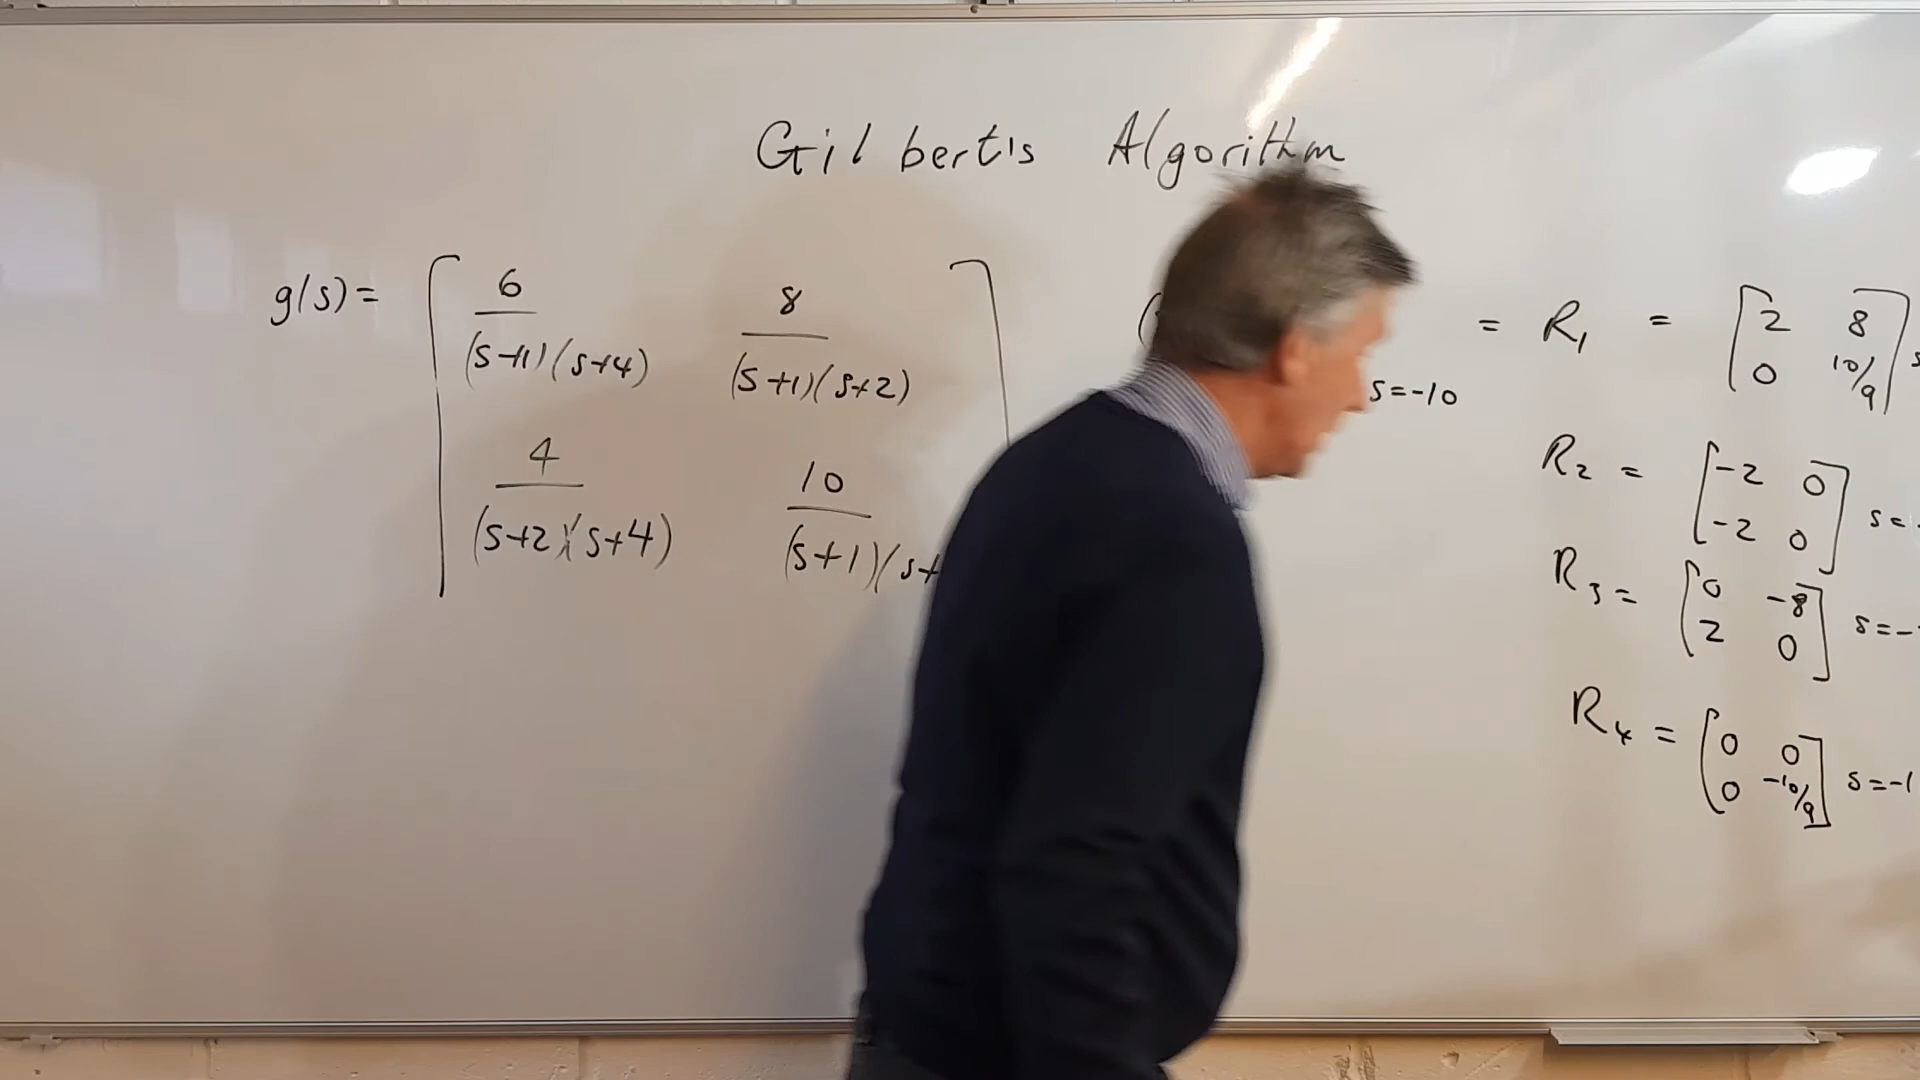 Gilbert's Algorithm
g(s) =
6
(s+1)(s+4)
8
(s+1)(s+2)
4
(s+2)(s+4)
10
(s+1)(s+
s=-10
= R1 = [2 8
0 10/9]
R2 = [-2 0
-2 0] s=
R3 = [0 -8
2 0] s=-
R4 = [0 0
0 -10/9] s=-1